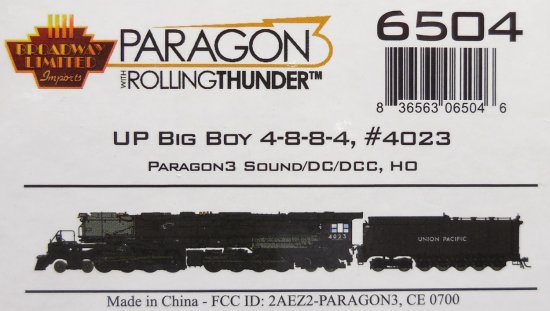 BROADWAY
LIMITED
Imports
PARAGON3
WITH ROLLINGTHUNDER™
6504
8 36563 06504 6
UP BIG BOY 4-8-8-4, #4023
PARAGON3 SOUND/DC/DCC, HO
4023
UNION PACIFIC
Made in China - FCC ID: 2AEZ2-PARAGON3, CE 0700